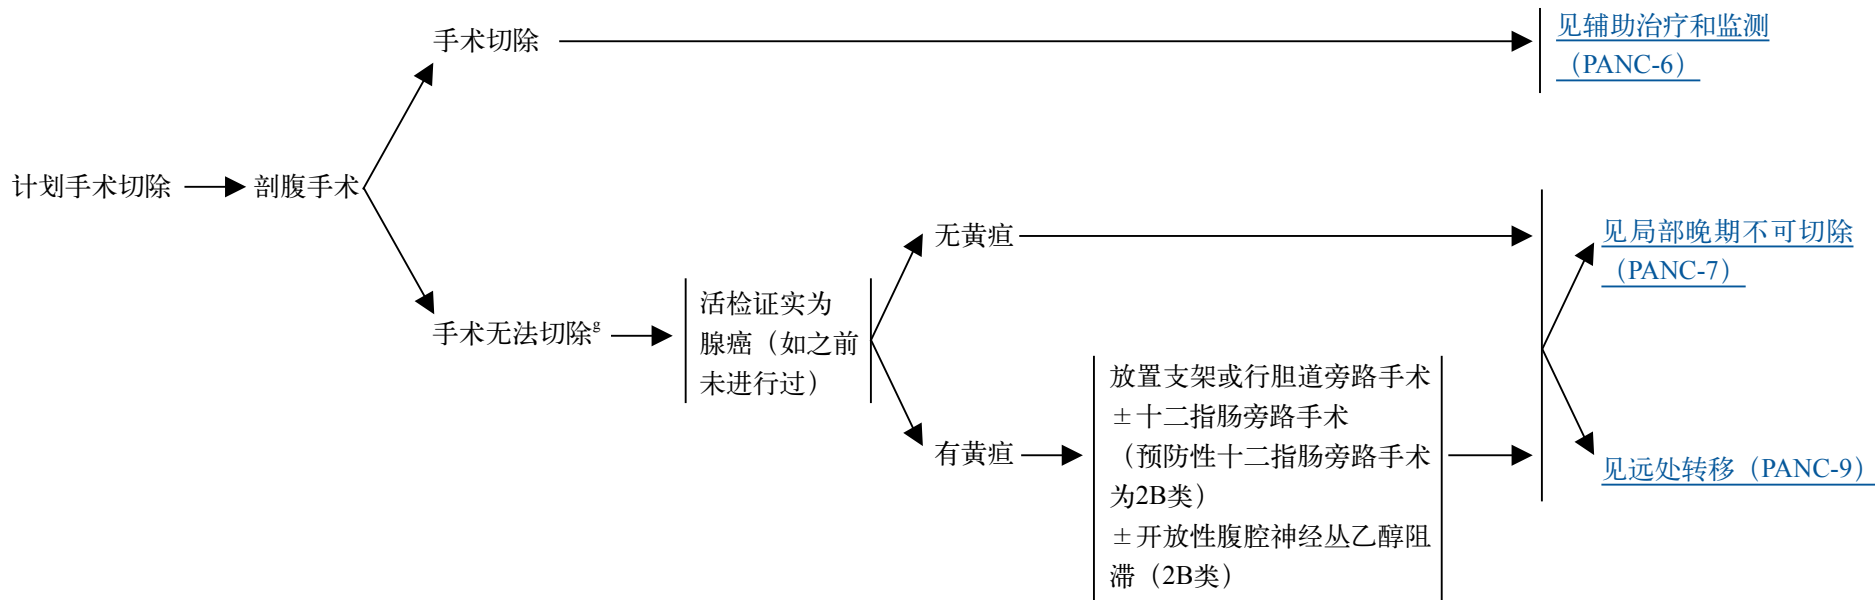 手术切除
见辅助治疗和监测
（PANC-6）
计划手术切除
剖腹手术
无黄疸
见局部晚期不可切除
（PANC-7）
手术无法切除g
活检证实为
腺癌（如之前
未进行过）
有黄疸
放置支架或行胆道旁路手术
±十二指肠旁路手术
（预防性十二指肠旁路手术
为2B类）
±开放性腹腔神经丛乙醇阻
滞（2B类）
见远处转移（PANC-9）